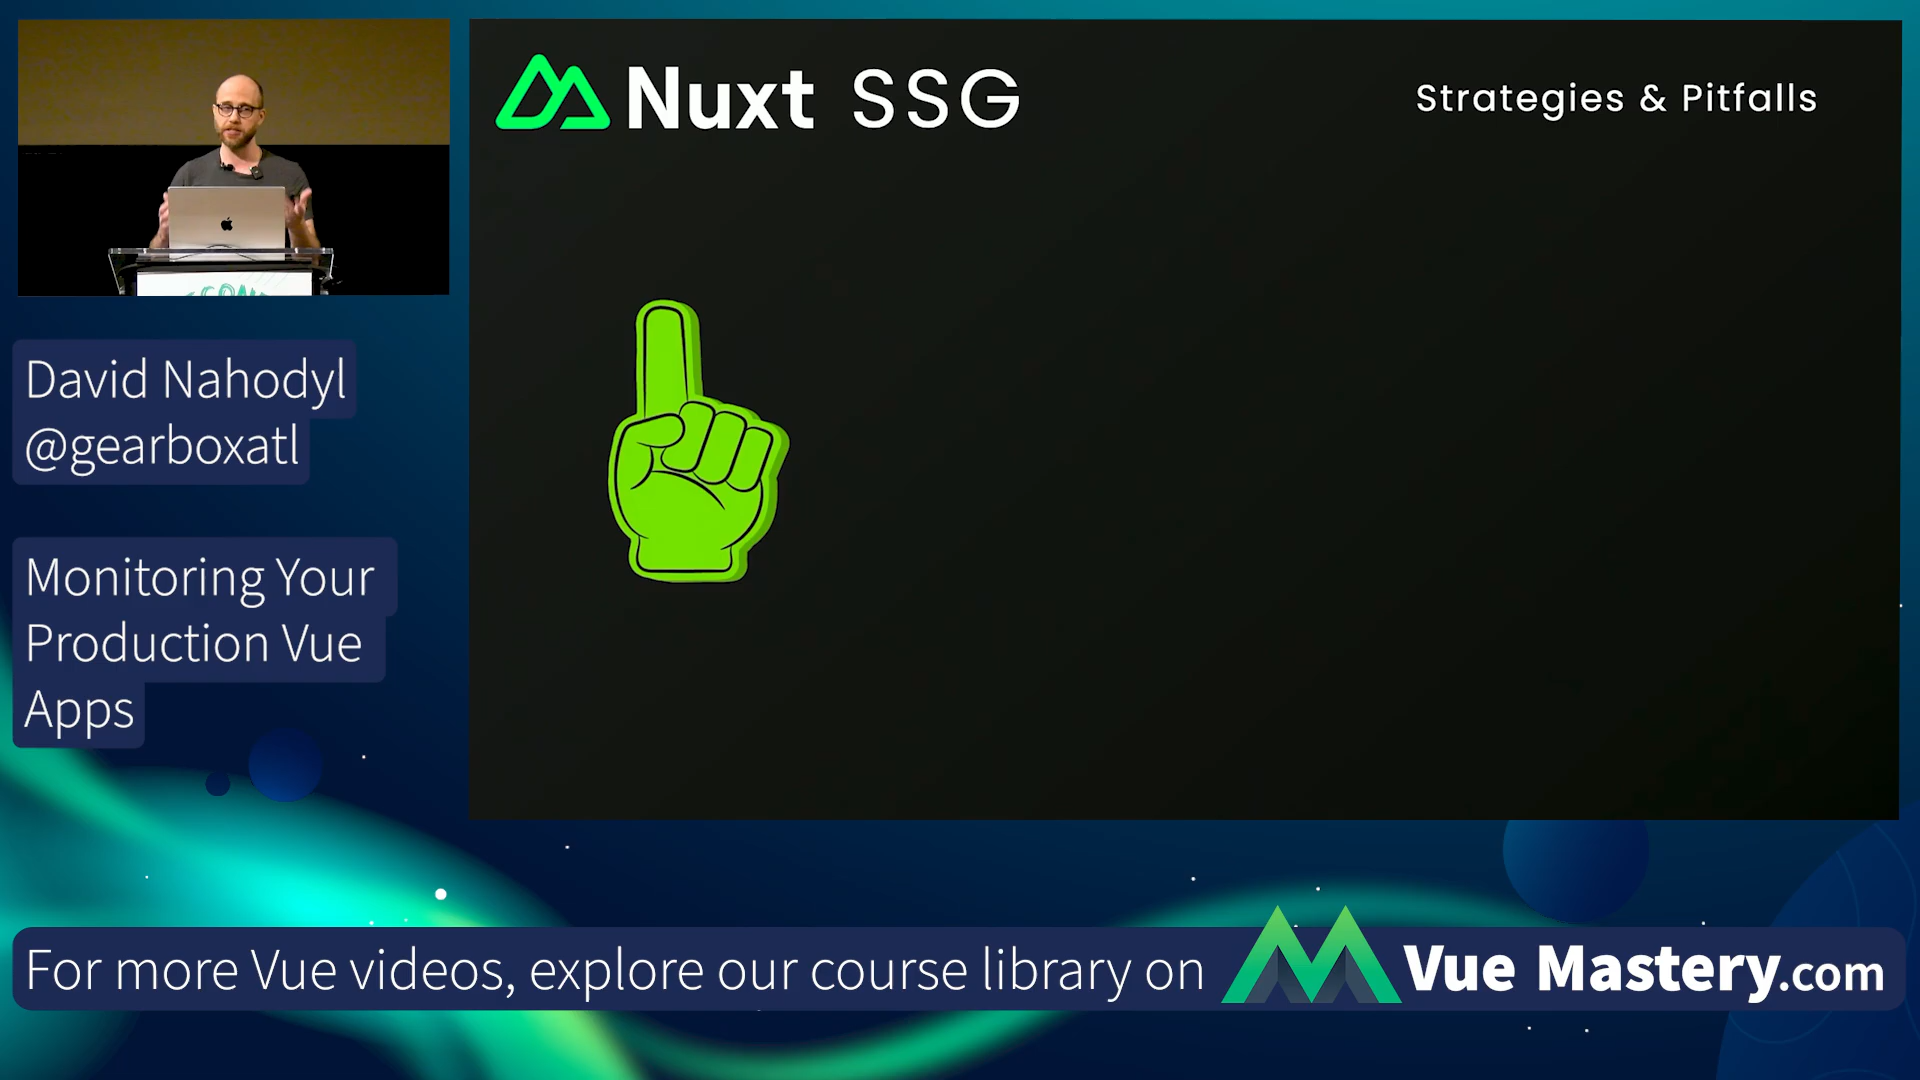 Nuxt SSG
Strategies & Pitfalls
David Nahodyl
@gearboxatl
Monitoring Your
Production Vue
Apps
For more Vue videos, explore our course library on Vue Mastery.com